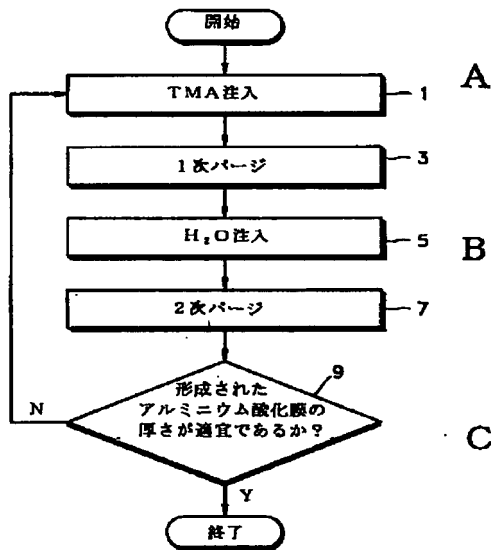 開始
TMA注入
1
A
1次パージ
3
H₂O注入
5
B
2次パージ
7
形成された
アルミニウム酸化膜の
厚さが適宜であるか?
9
N
C
Y
終了